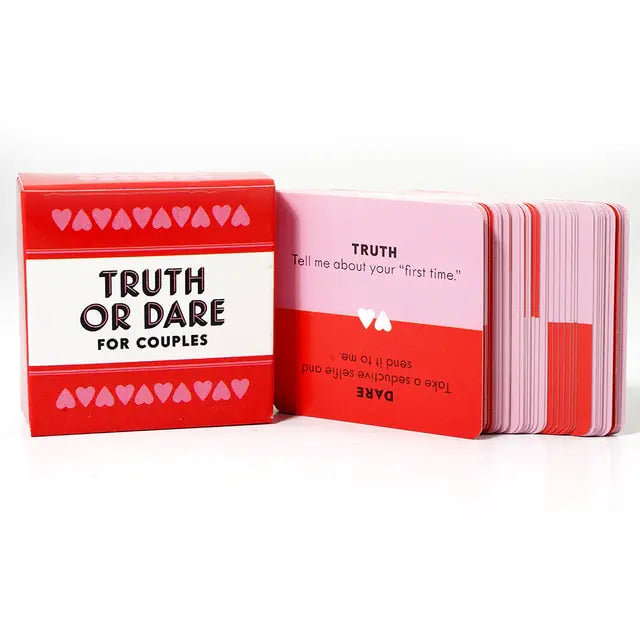 TRUTH
OR DARE
FOR COUPLES
TRUTH
Tell me about your “first time.”
DARE
Take a seductive selfie and
send it to me.